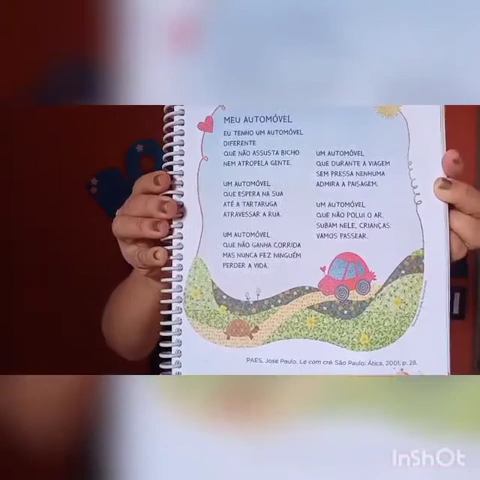 MEU AUTOMÓVEL
EU TENHO UM AUTOMÓVEL
DIFERENTE
QUE NÃO ASSUSTA BICHO
NEM ATROPELA GENTE.
UM AUTOMÓVEL
QUE ESPERA NA SUA
ATÉ A TARTARUGA
ATRAVESSAR A RUA.
UM AUTOMÓVEL
QUE NÃO GANHA CORRIDA
MAS NUNCA FEZ NINGUÉM
PERDER A VIDA.
UM AUTOMÓVEL
QUE DURANTE A VIAGEM
SEM PRESSA NENHUMA
ADMIRA A PAISAGEM.
UM AUTOMÓVEL
QUE NÃO POLUI O AR.
SUBAM NELE, CRIANÇAS
VAMOS PASSEAR.
PAES, José Paulo. Lé com cré. São Paulo: Ática, 2001. p. 28.
InShOt